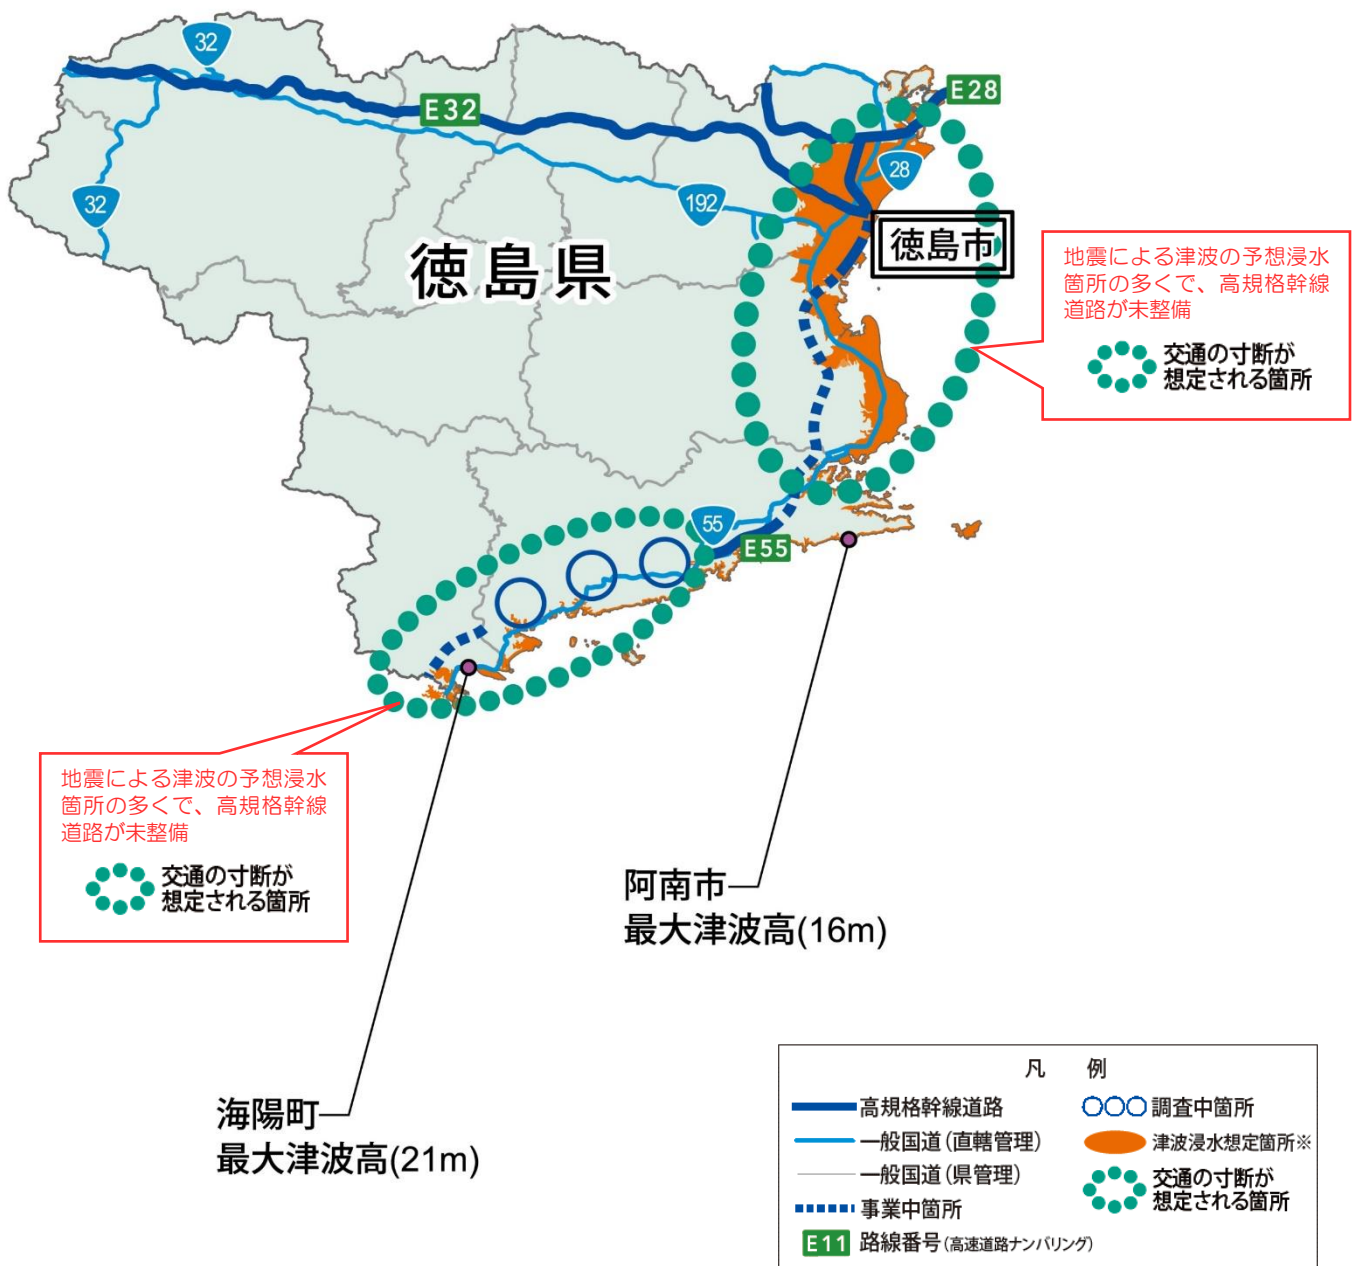 32
E32
E28
28
32
192
徳島市
徳島県
地震による津波の予想浸水
箇所の多くで、高規格幹線
道路が未整備
交通の寸断が
想定される箇所
55
E55
地震による津波の予想浸水
箇所の多くで、高規格幹線
道路が未整備
交通の寸断が
想定される箇所
阿南市
最大津波高(16m)
海陽町
最大津波高(21m)
凡 例
高規格幹線道路
一般国道(直轄管理)
一般国道(県管理)
事業中箇所
E11 路線番号(高速道路ナンバリング)
調査中箇所
津波浸水想定箇所※
交通の寸断が
想定される箇所